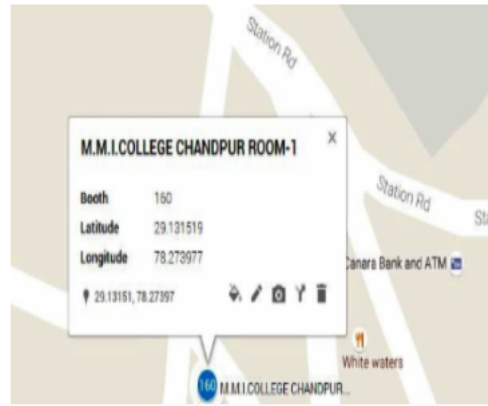 Station Rd
M.M.I.COLLEGE CHANDPUR ROOM-1
×
Booth 160
Latitude 29.131519
Longitude 78.273977
29.13151, 78.27397
Station Rd
Sta
Canara Bank and ATM
White waters
160 M.M.I.COLLEGE CHANDPUR...